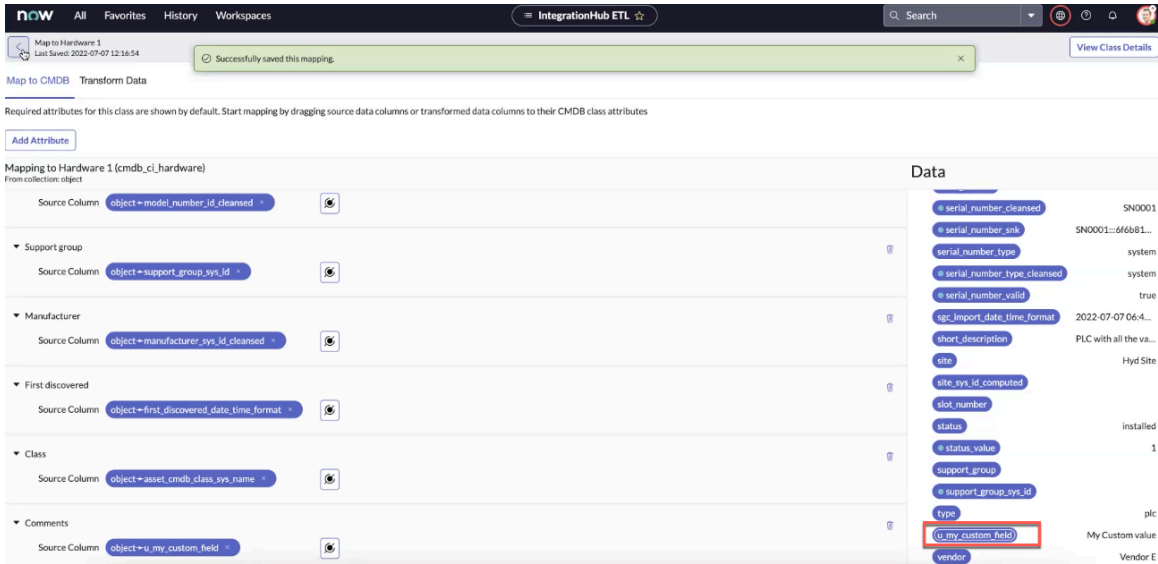 now All Favorites History Workspaces IntegrationHub ETL Search
Map to Hardware 1
Last Saved: 2022-07-07 12:16:54
View Class Details
Successfully saved this mapping.
Map to CMDB Transform Data
Required attributes for this class are shown by default. Start mapping by dragging source data columns or transformed data columns to their CMDB class attributes
Add Attribute
Mapping to Hardware 1 (cmdb_ci_hardware)
From collection: object
Source Column object→model_number_id_cleansed ×
Support group
Source Column object→support_group_sys_id ×
Manufacturer
Source Column object→manufacturer_sys_id_cleansed ×
First discovered
Source Column object→first_discovered_date_time_format ×
Class
Source Column object→asset_cmdb_class_sys_name ×
Comments
Source Column object→u_my_custom_field ×
Data
serial_number_cleansed SN0001
serial_number_snk SN0001:::6f6b81...
serial_number_type system
serial_number_type_cleansed system
serial_number_valid true
sgc_import_date_time_format 2022-07-07 06:4...
short_description PLC with all the va...
site Hyd Site
site_sys_id_computed
slot_number
status installed
status_value 1
support_group
support_group_sys_id
type plc
u_my_custom_field My Custom value
vendor Vendor E